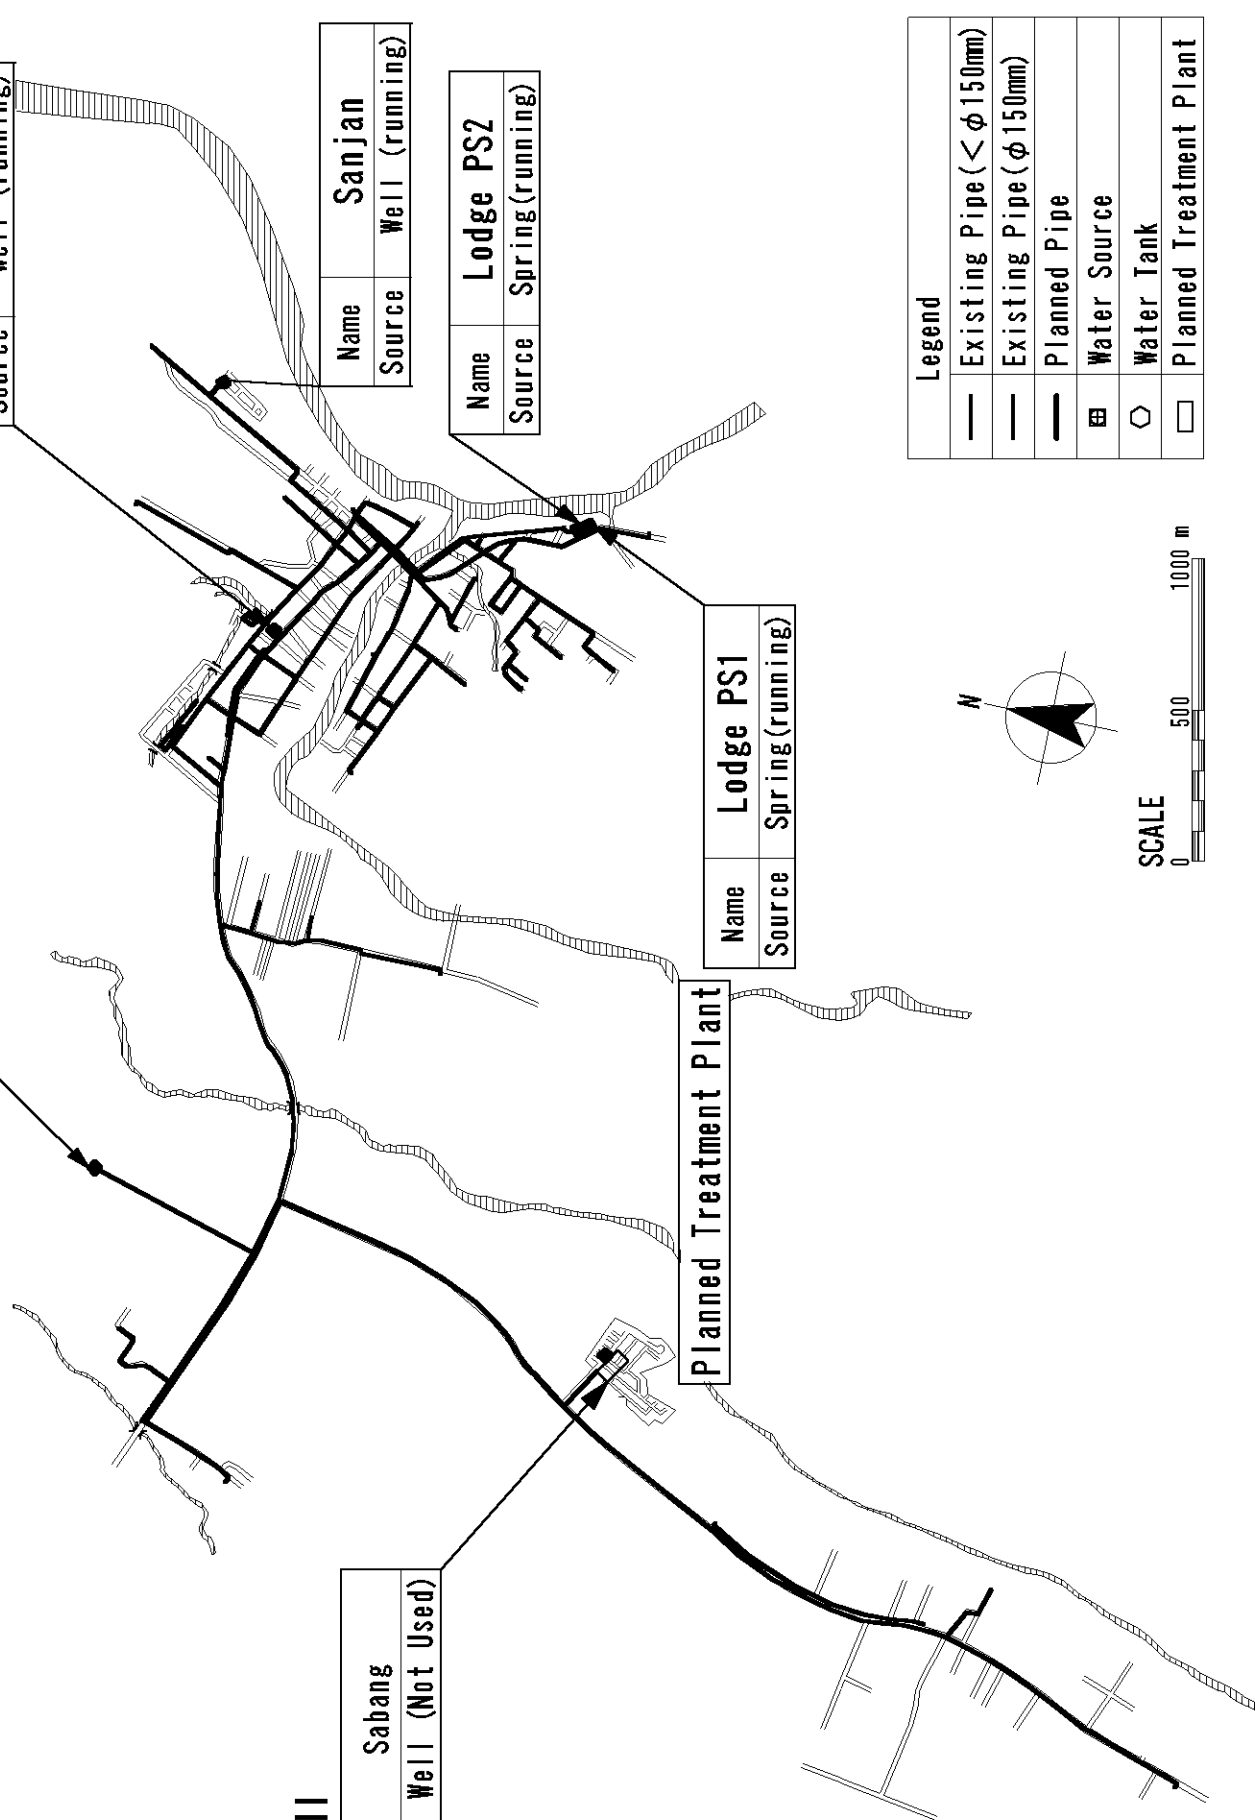 Source Well (running)
Name Sanjan
Source Well (running)
Name Lodge PS2
Source Spring(running)
Name Lodge PS1
Source Spring(running)
Planned Treatment Plant
Sabang
Well (Not Used)
Legend
Existing Pipe(<φ150mm)
Existing Pipe(φ150mm)
Planned Pipe
Water Source
Water Tank
Planned Treatment Plant
N
SCALE
0 500 1000 m